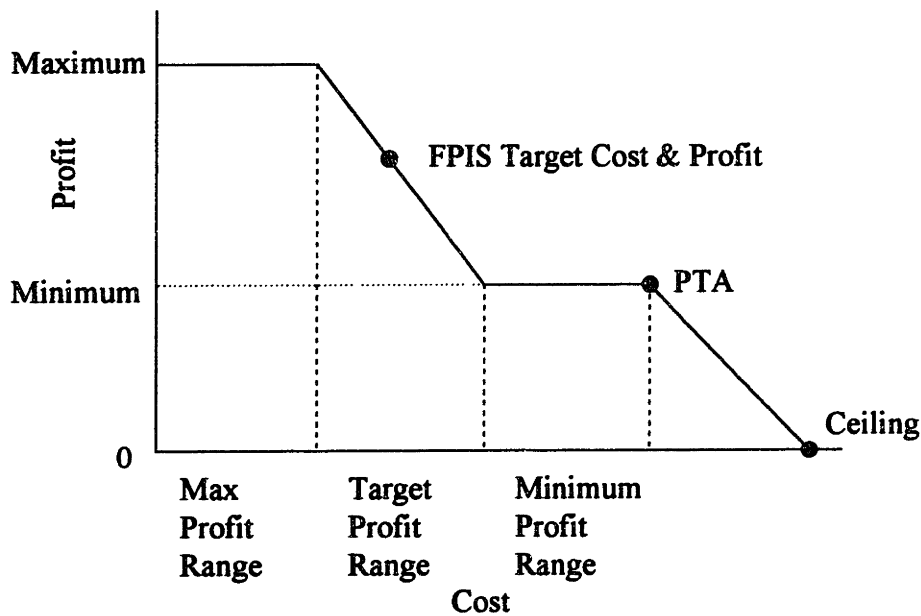 Maximum
Profit
FPIS Target Cost & Profit
Minimum
PTA
Ceiling
0
Max
Profit
Range
Target
Profit
Range
Minimum
Profit
Range
Cost